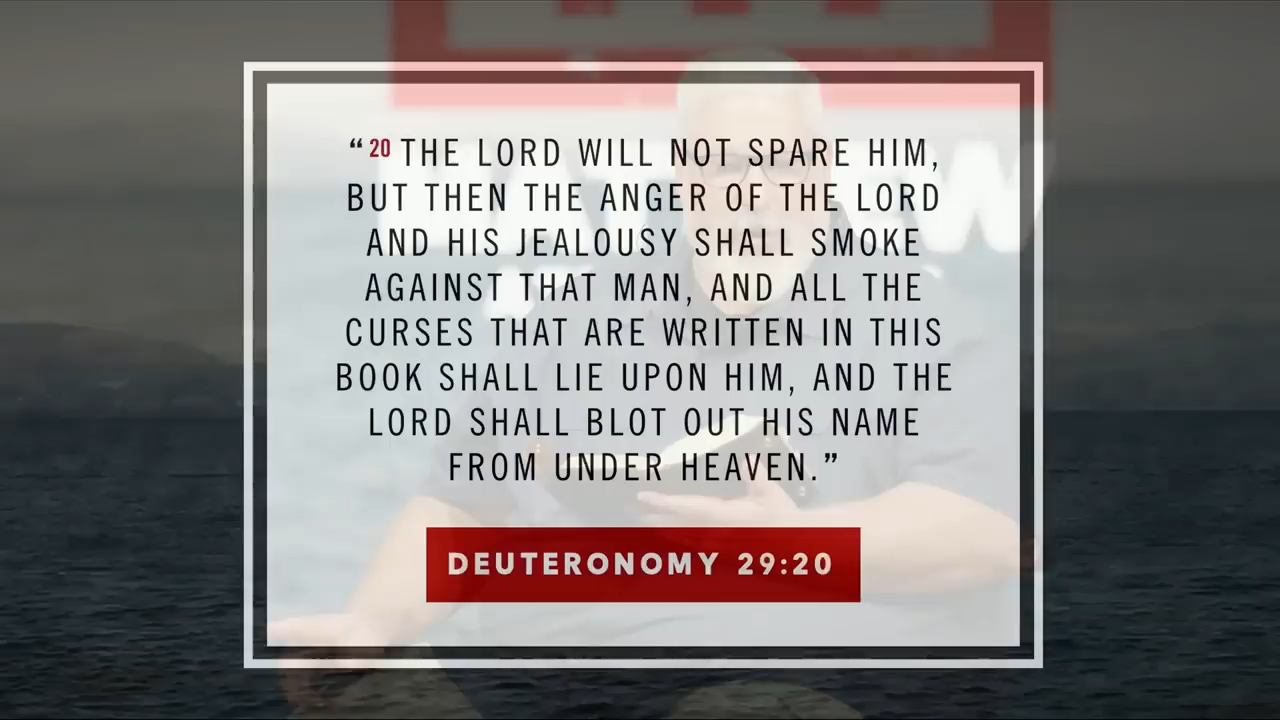 “20 THE LORD WILL NOT SPARE HIM,
BUT THEN THE ANGER OF THE LORD
AND HIS JEALOUSY SHALL SMOKE
AGAINST THAT MAN, AND ALL THE
CURSES THAT ARE WRITTEN IN THIS
BOOK SHALL LIE UPON HIM, AND THE
LORD SHALL BLOT OUT HIS NAME
FROM UNDER HEAVEN.”
DEUTERONOMY 29:20